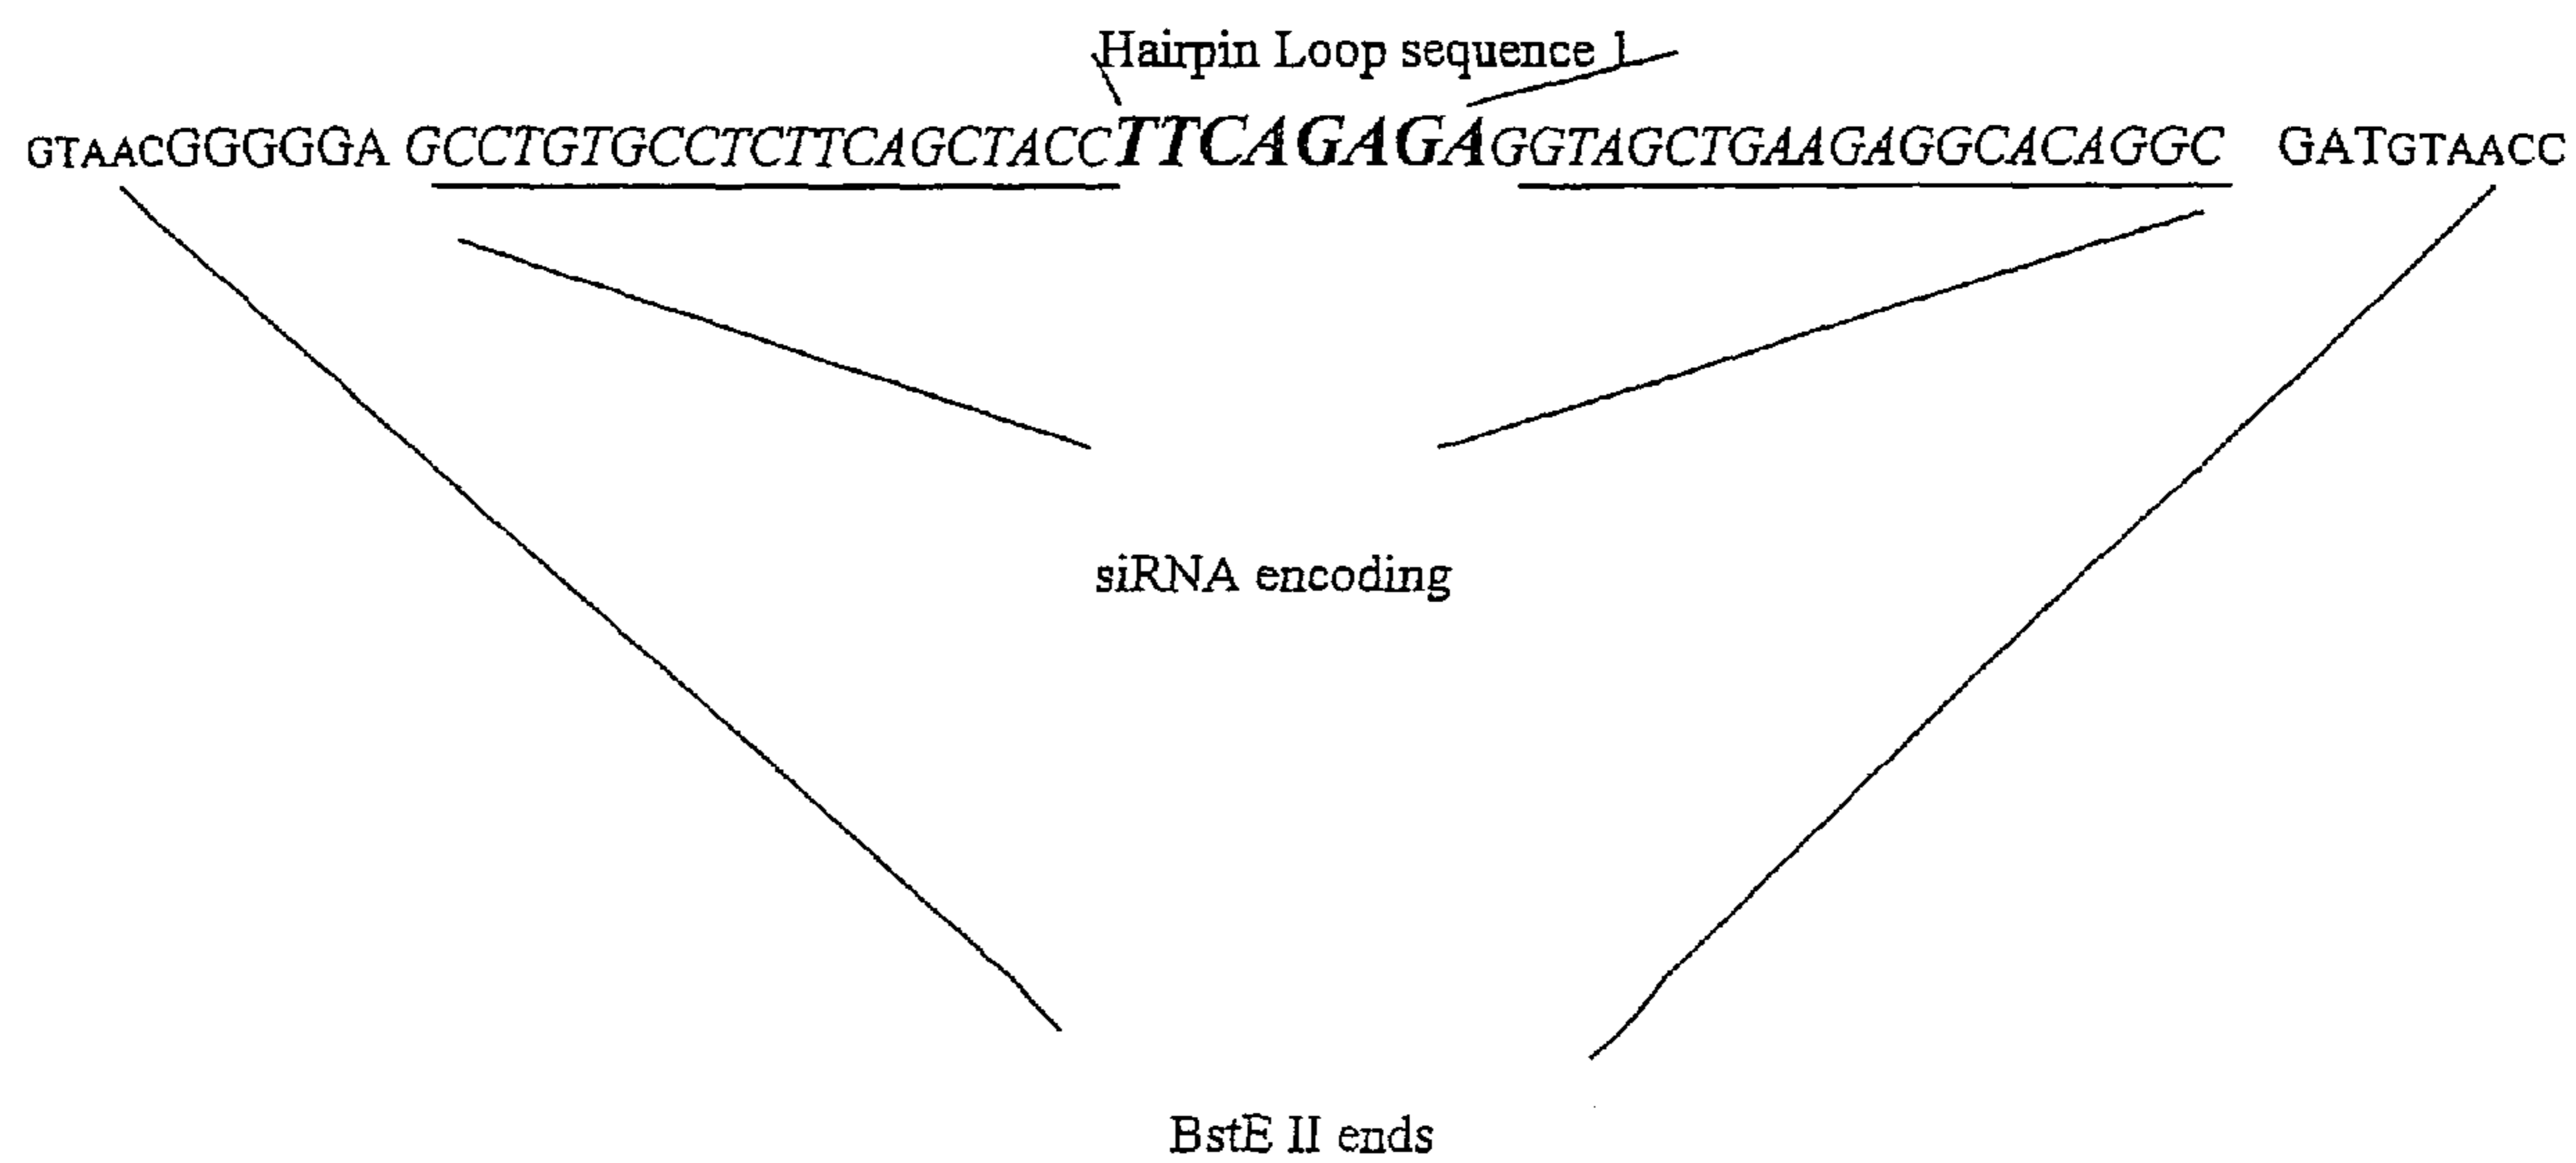 Hairpin Loop sequence 1
GTAACGGGGGA GCCTGTGCCTCTTCAGCTACCTTCAGAGAGGTAGCTGAAGAGGCACAGGC GATGTAACC
siRNA encoding
BstE II ends